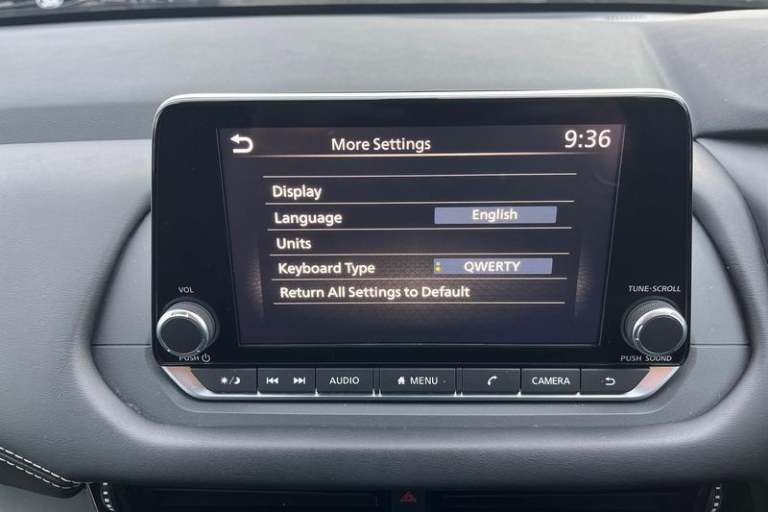 More Settings 9:36
Display
Language English
Units
Keyboard Type QWERTY
Return All Settings to Default
VOL
TUNE·SCROLL
PUSH
PUSH SOUND
AUDIO MENU CAMERA